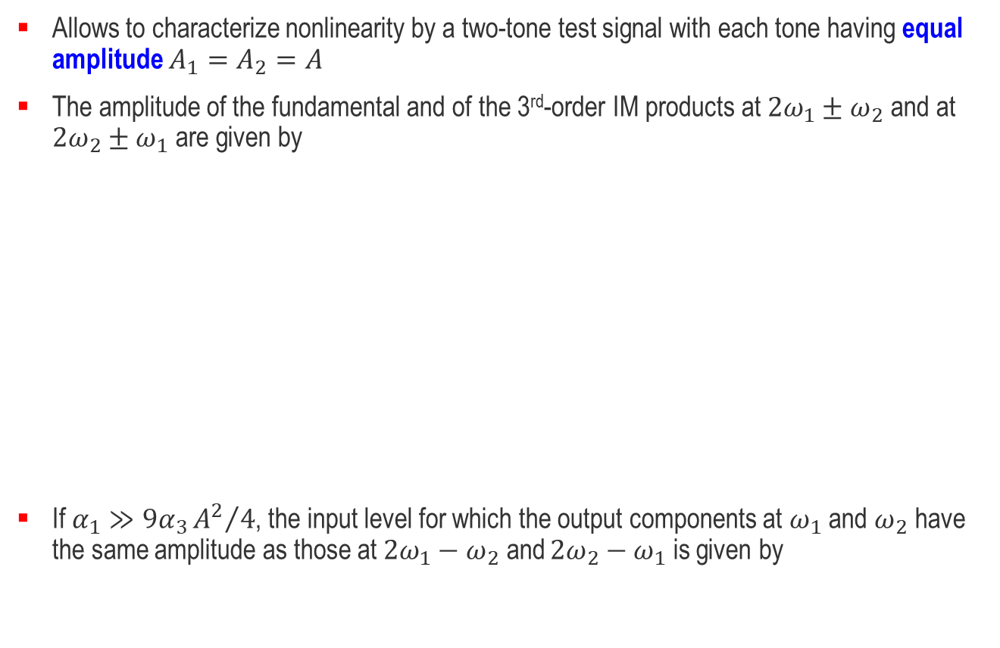 ▪ Allows to characterize nonlinearity by a two-tone test signal with each tone having equal
amplitude A₁ = A₂ = A
▪ The amplitude of the fundamental and of the 3rd-order IM products at 2ω₁ ± ω₂ and at
2ω₂ ± ω₁ are given by
▪ If α₁ ≫ 9α₃ A²/4, the input level for which the output components at ω₁ and ω₂ have
the same amplitude as those at 2ω₁ − ω₂ and 2ω₂ − ω₁ is given by